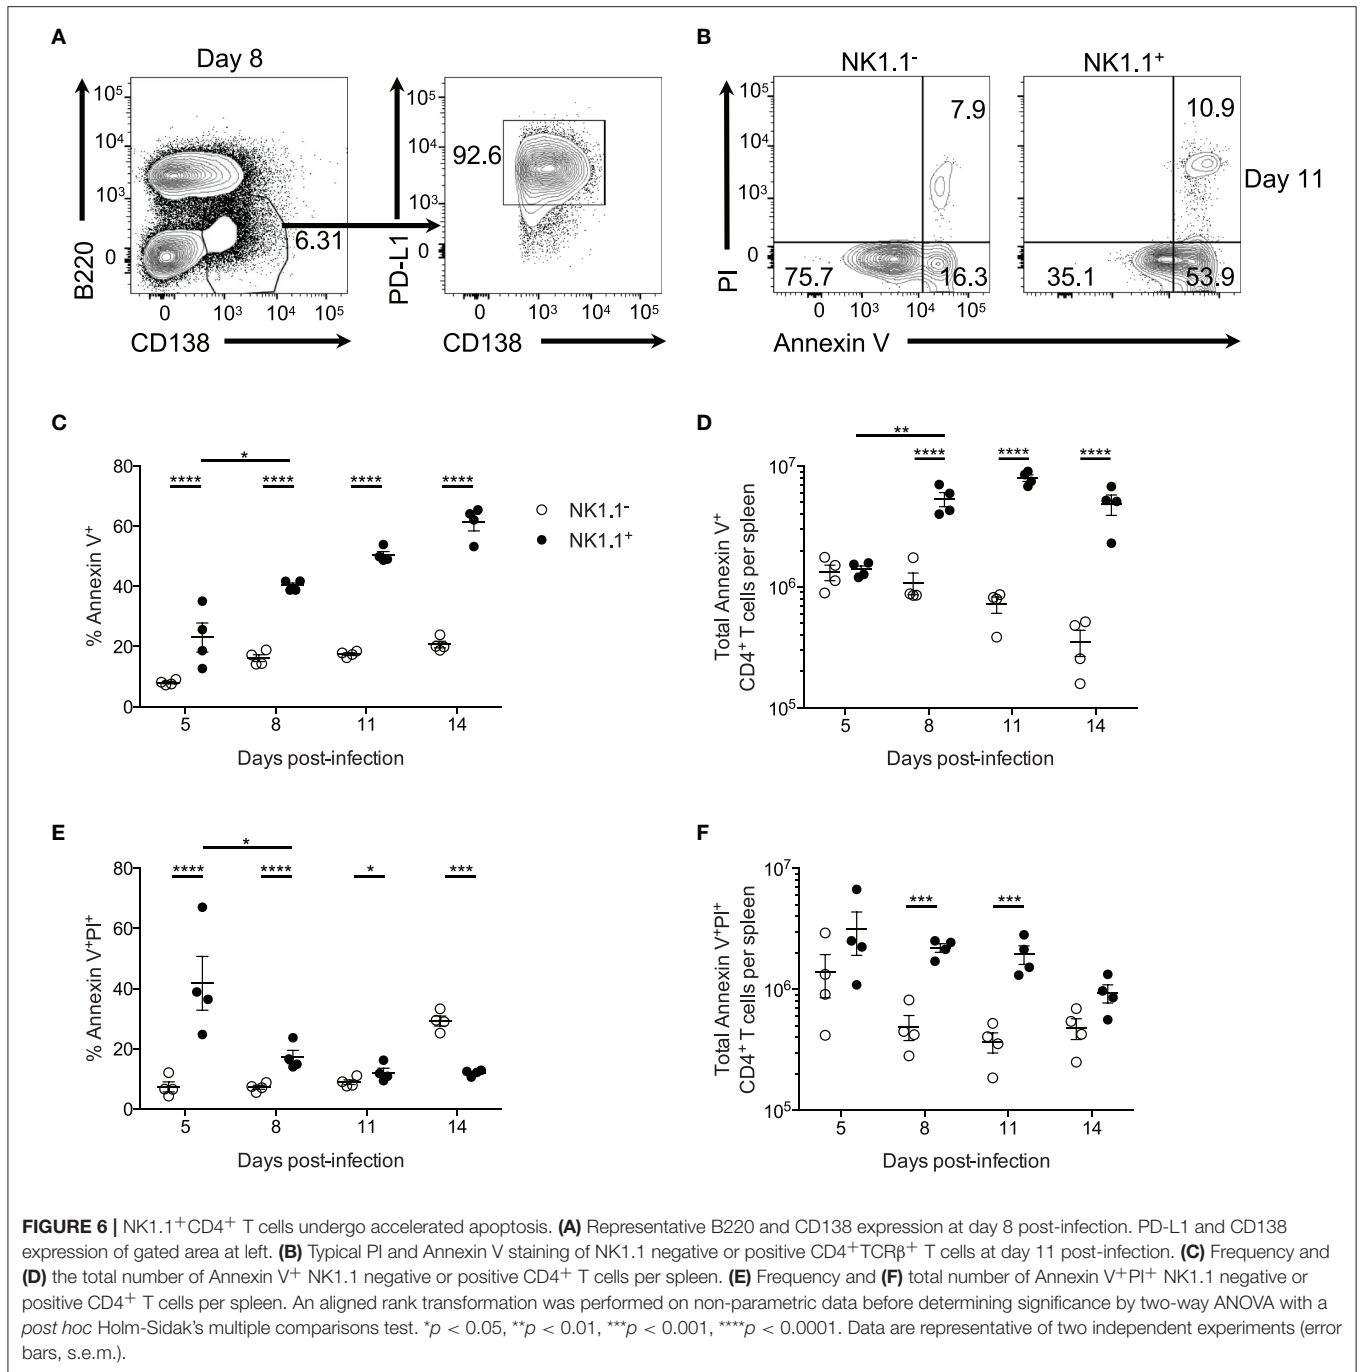 A
Day 8
10⁵
10⁴
10³
0
B220
6.31
0 10³ 10⁴ 10⁵
CD138
10⁵
10⁴
10³
0
PD-L1
92.6
0 10³ 10⁴ 10⁵
CD138
B
NK1.1⁻ NK1.1⁺
10⁵
10⁴
10³
0
PI
7.9
75.7 16.3
0 10³ 10⁴ 10⁵
10.9
35.1 53.9
0 10³ 10⁴ 10⁵
Day 11
Annexin V
C
% Annexin V⁺
80
60
40
20
0
*
**** **** **** ****
NK1.1⁻
NK1.1⁺
5 8 11 14
Days post-infection
D
Total Annexin V⁺
CD4⁺ T cells per spleen
10⁷
10⁶
10⁵
**
**** **** ****
5 8 11 14
Days post-infection
E
% Annexin V⁺PI⁺
80
60
40
20
0
*
**** **** * ***
5 8 11 14
Days post-infection
F
Total Annexin V⁺PI⁺
CD4⁺ T cells per spleen
10⁷
10⁶
10⁵
*** ***
5 8 11 14
Days post-infection
FIGURE 6 | NK1.1⁺CD4⁺ T cells undergo accelerated apoptosis. (A) Representative B220 and CD138 expression at day 8 post-infection. PD-L1 and CD138
expression of gated area at left. (B) Typical PI and Annexin V staining of NK1.1 negative or positive CD4⁺TCRβ⁺ T cells at day 11 post-infection. (C) Frequency and
(D) the total number of Annexin V⁺ NK1.1 negative or positive CD4⁺ T cells per spleen. (E) Frequency and (F) total number of Annexin V⁺PI⁺ NK1.1 negative or
positive CD4⁺ T cells per spleen. An aligned rank transformation was performed on non-parametric data before determining significance by two-way ANOVA with a
post hoc Holm-Sidak's multiple comparisons test. *p < 0.05, **p < 0.01, ***p < 0.001, ****p < 0.0001. Data are representative of two independent experiments (error
bars, s.e.m.).